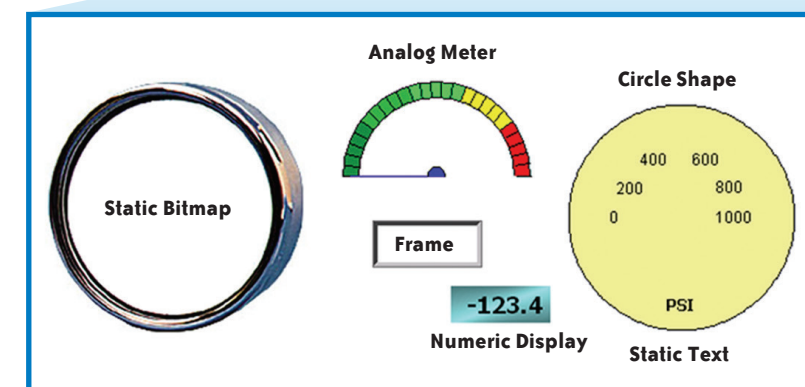 Analog Meter
Circle Shape
400 600
200 800
0 1000
Static Bitmap
Frame
-123.4
PSI
Numeric Display
Static Text